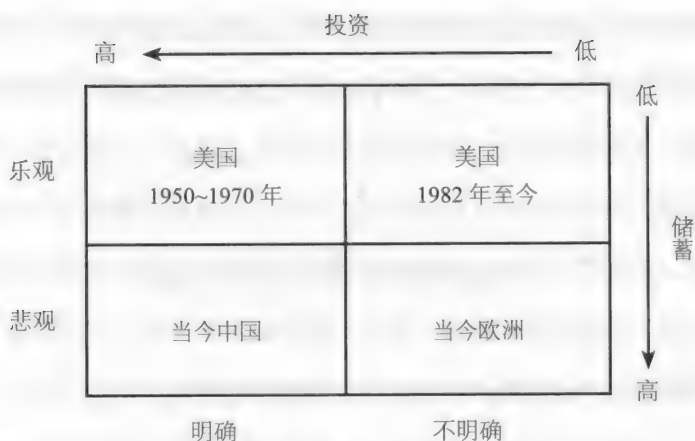 投资
高
低
低
乐观
美国
1950~1970 年
美国
1982 年至今
储蓄
悲观
当今中国
当今欧洲
高
明确
不明确